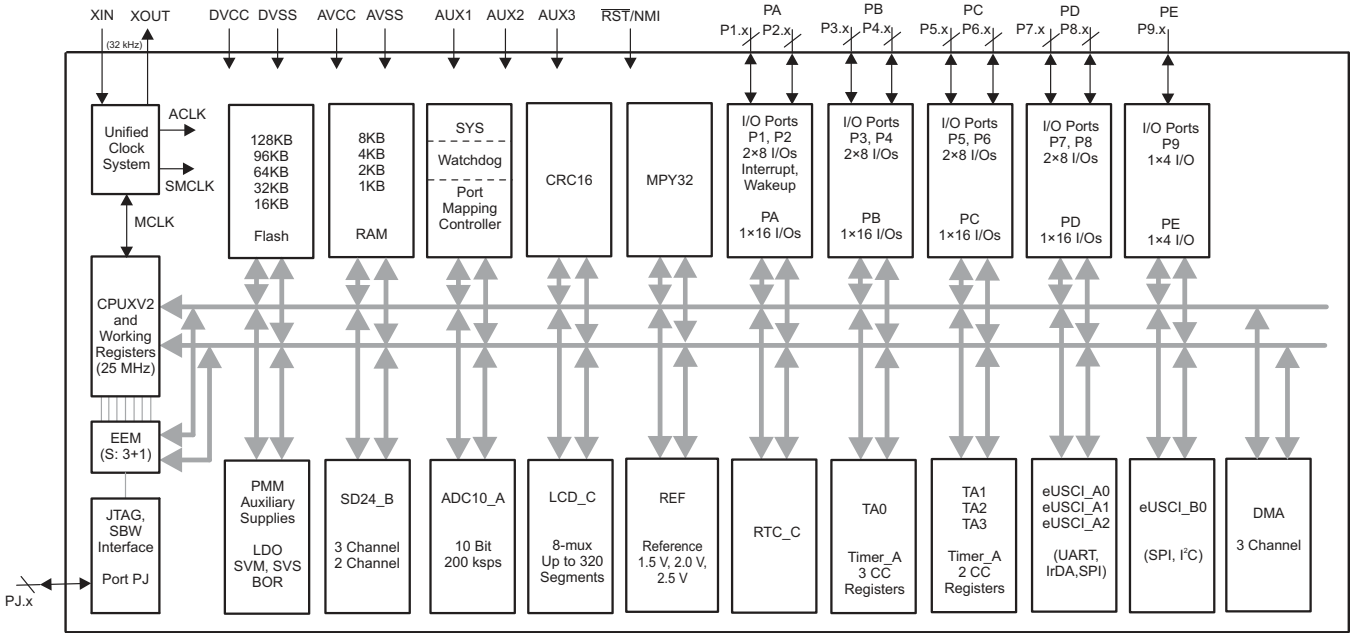 XIN
XOUT
(32 kHz)
DVCC
DVSS
AVCC
AVSS
AUX1
AUX2
AUX3
RST/NMI
PA
P1.x
P2.x
PB
P3.x
P4.x
PC
P5.x
P6.x
PD
P7.x
P8.x
PE
P9.x
Unified
Clock
System
ACLK
SMCLK
MCLK
128KB
96KB
64KB
32KB
16KB
Flash
8KB
4KB
2KB
1KB
RAM
SYS
Watchdog
Port
Mapping
Controller
CRC16
MPY32
I/O Ports
P1, P2
2×8 I/Os
Interrupt,
Wakeup
PA
1×16 I/Os
I/O Ports
P3, P4
2×8 I/Os
PB
1×16 I/Os
I/O Ports
P5, P6
2×8 I/Os
PC
1×16 I/Os
I/O Ports
P7, P8
2×8 I/Os
PD
1×16 I/Os
I/O Ports
P9
1×4 I/O
PE
1×4 I/O
CPUXV2
and
Working
Registers
(25 MHz)
EEM
(S: 3+1)
JTAG,
SBW
Interface
Port PJ
PJ.x
PMM
Auxiliary
Supplies
LDO
SVM, SVS
BOR
SD24_B
3 Channel
2 Channel
ADC10_A
10 Bit
200 ksps
LCD_C
8-mux
Up to 320
Segments
REF
Reference
1.5 V, 2.0 V,
2.5 V
RTC_C
TA0
Timer_A
3 CC
Registers
TA1
TA2
TA3
Timer_A
2 CC
Registers
eUSCI_A0
eUSCI_A1
eUSCI_A2
(UART,
IrDA,SPI)
eUSCI_B0
(SPI, I²C)
DMA
3 Channel